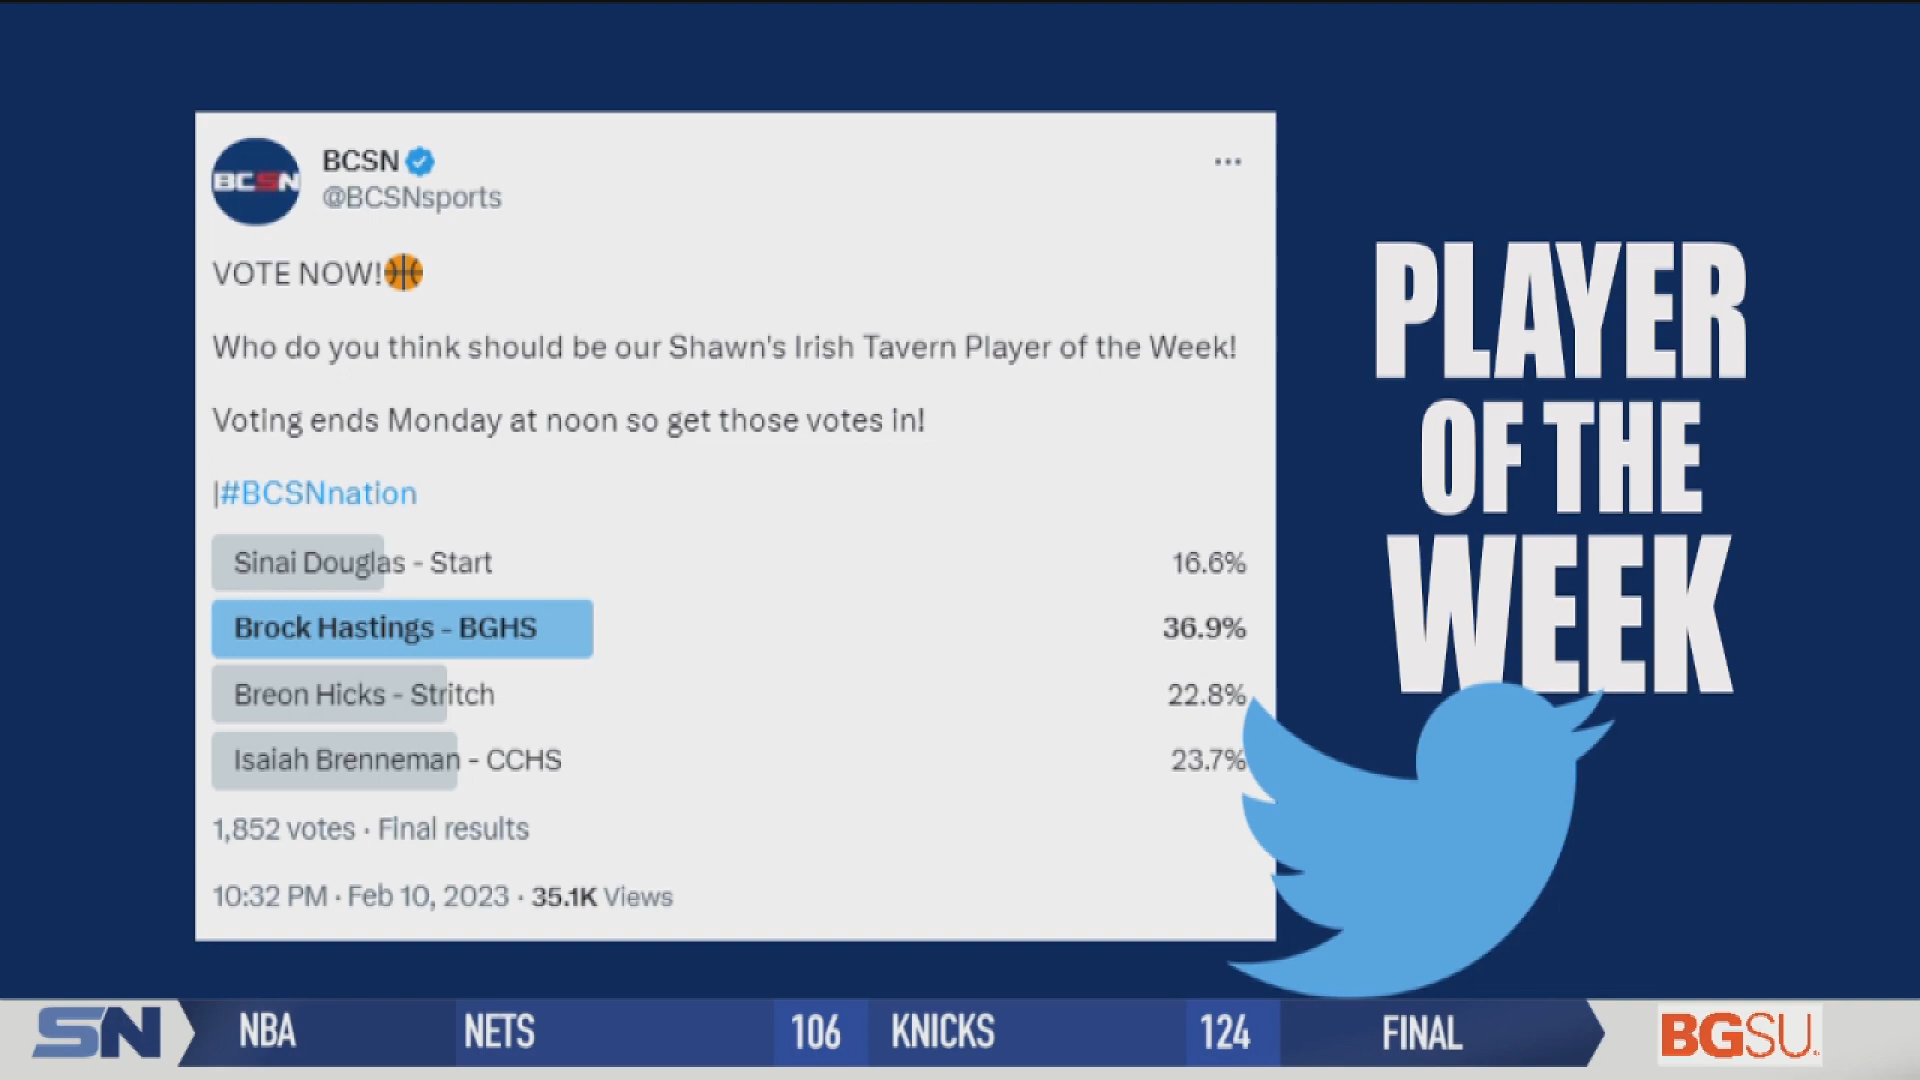 BCSN
BCSN
@BCSNsports
VOTE NOW!🏀
Who do you think should be our Shawn's Irish Tavern Player of the Week!
Voting ends Monday at noon so get those votes in!
|#BCSNnation
Sinai Douglas - Start 16.6%
Brock Hastings - BGHS 36.9%
Breon Hicks - Stritch 22.8%
Isaiah Brenneman - CCHS 23.7%
1,852 votes · Final results
10:32 PM · Feb 10, 2023 · 35.1K Views
PLAYER
OF THE
WEEK
SN NBA NETS 106 KNICKS 124 FINAL BGSU.